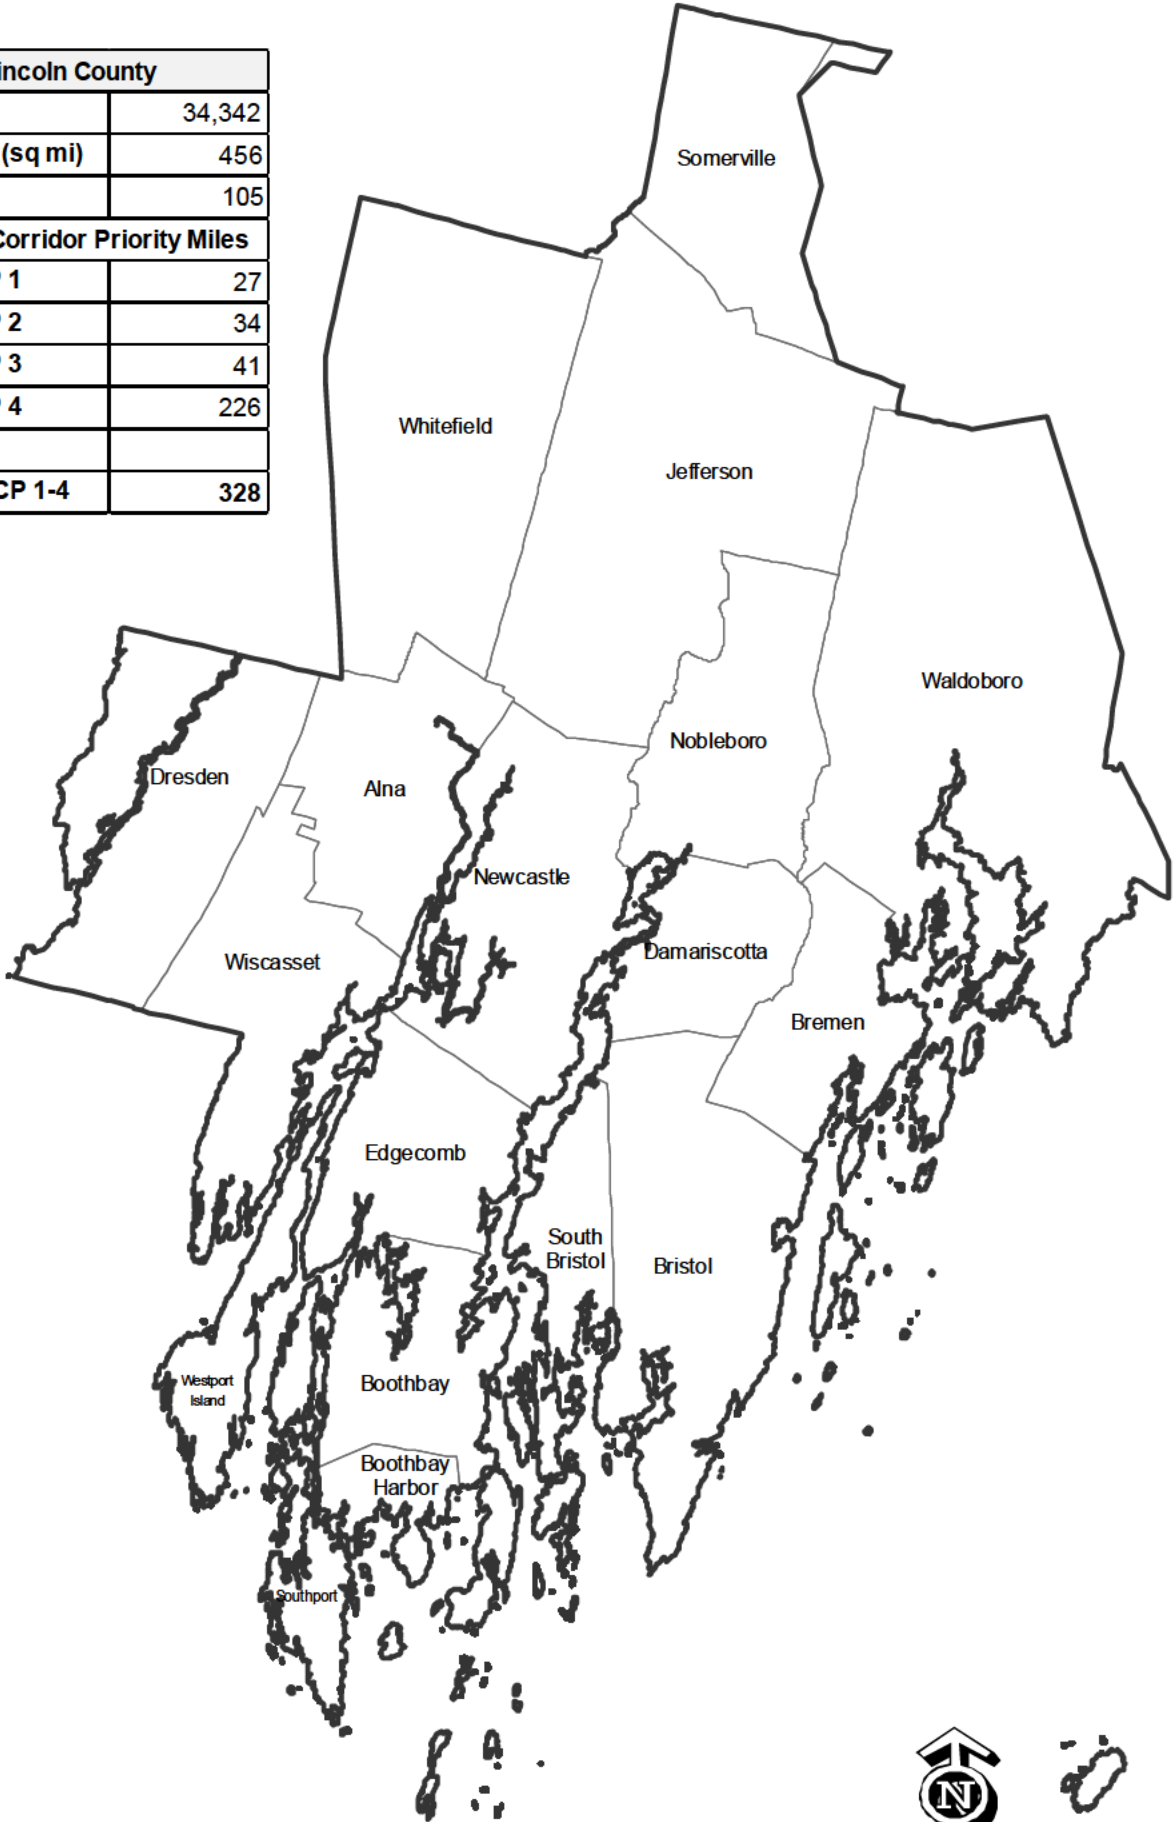 incoln County
34,342
(sq mi) 456
105
Corridor Priority Miles
1 27
2 34
3 41
4 226
CP 1-4 328
Somerville
Whitefield
Jefferson
Waldoboro
Nobleboro
Dresden
Alna
Newcastle
Damariscotta
Wiscasset
Bremen
Edgecomb
South
Bristol
Bristol
Westport
Island
Boothbay
Boothbay
Harbor
Southport
N